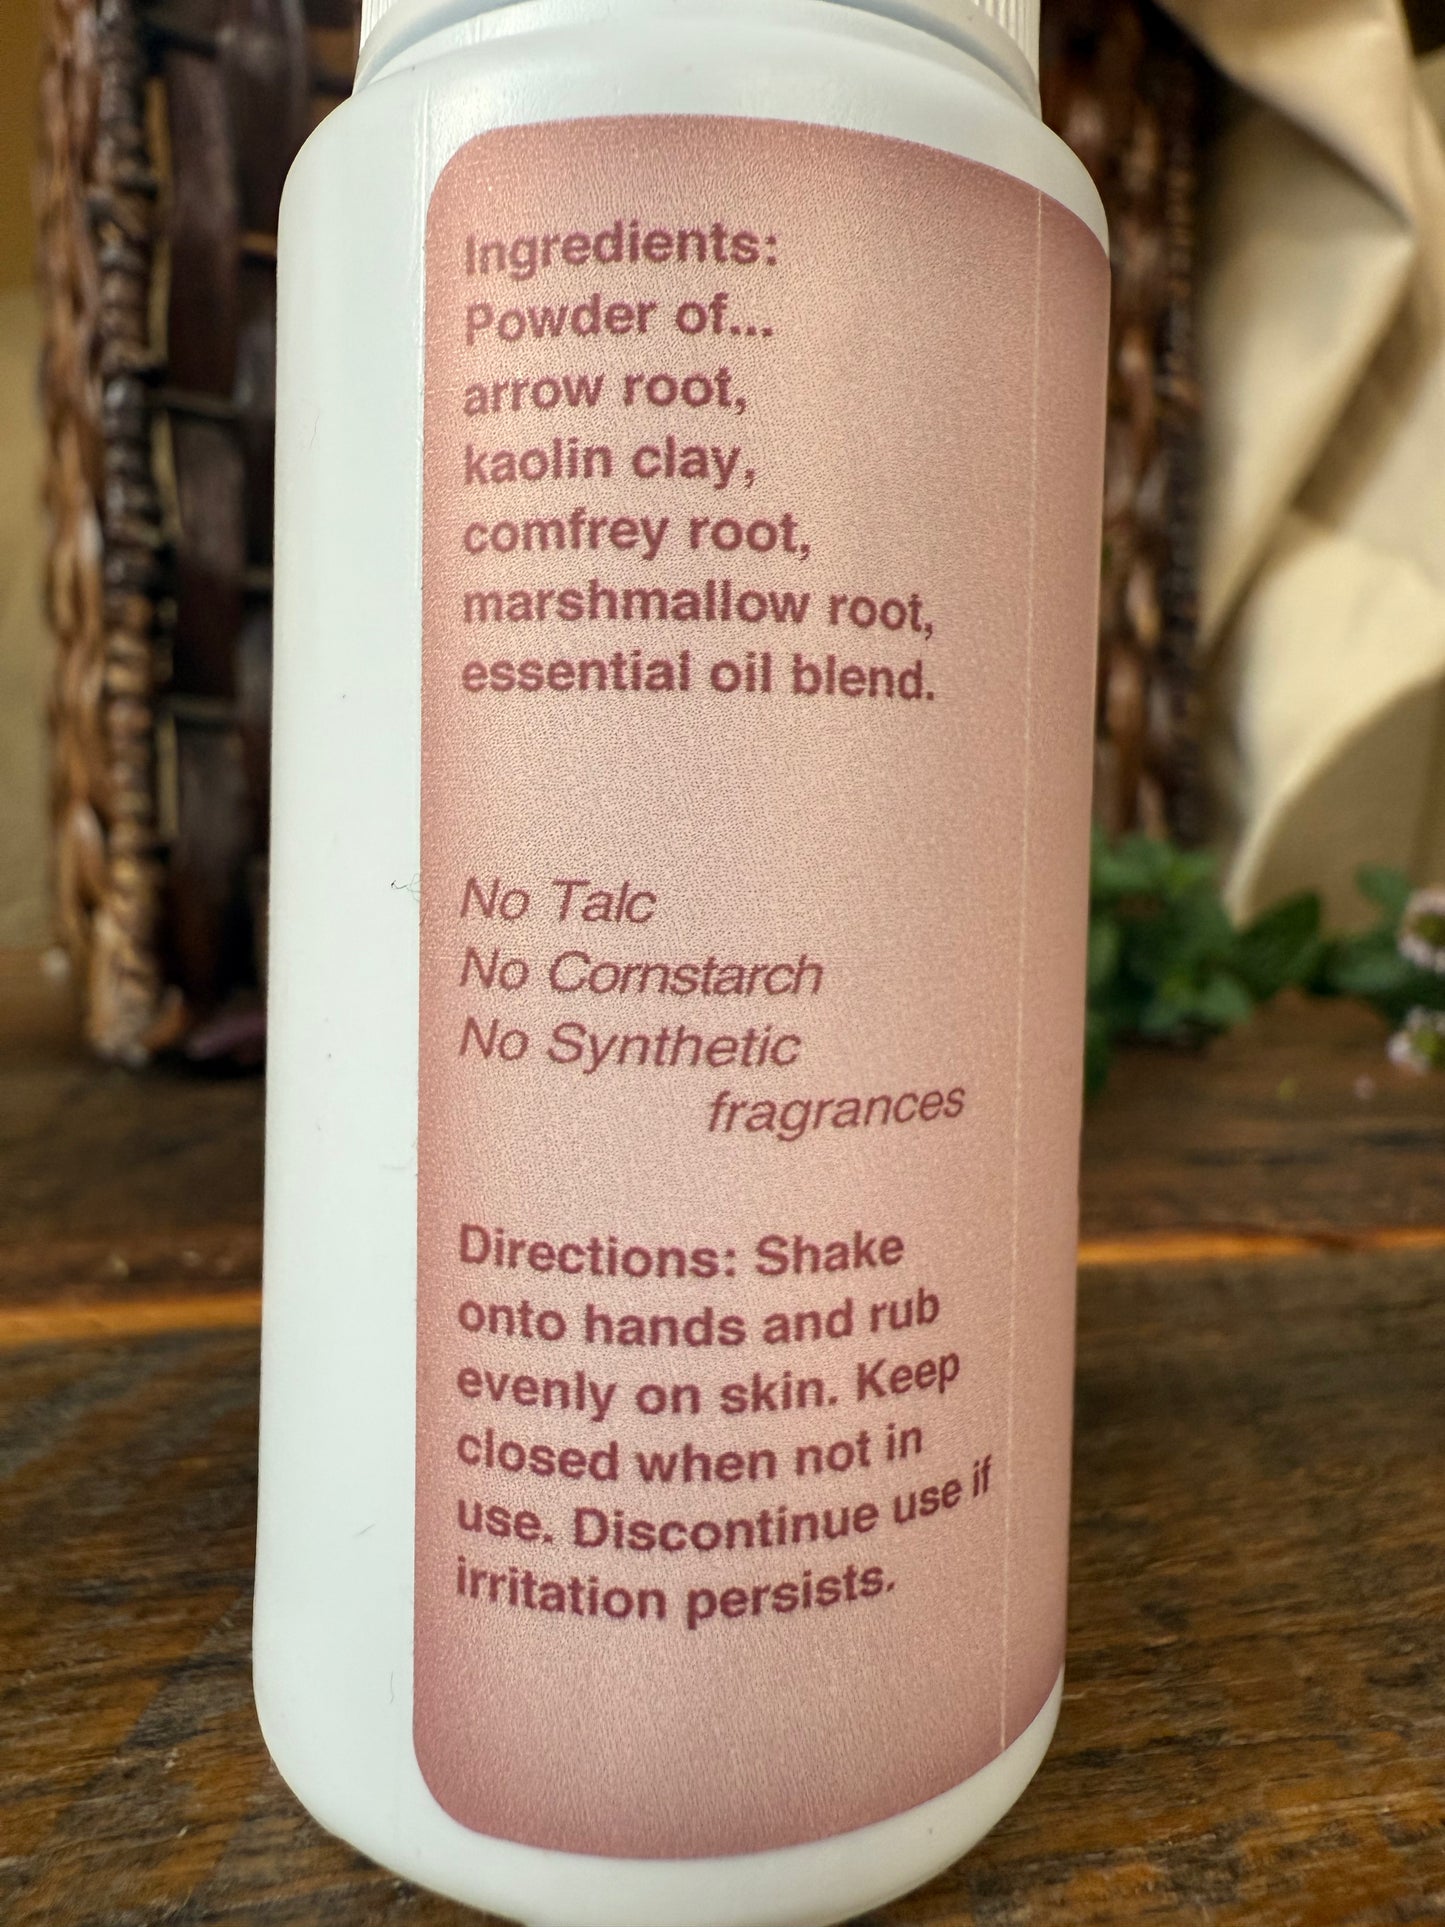 Ingredients:
Powder of...
arrow root,
kaolin clay,
comfrey root,
marshmallow root,
essential oil blend.
No Talc
No Cornstarch
No Synthetic
fragrances
Directions: Shake
onto hands and rub
evenly on skin. Keep
closed when not in
use. Discontinue use if
irritation persists.